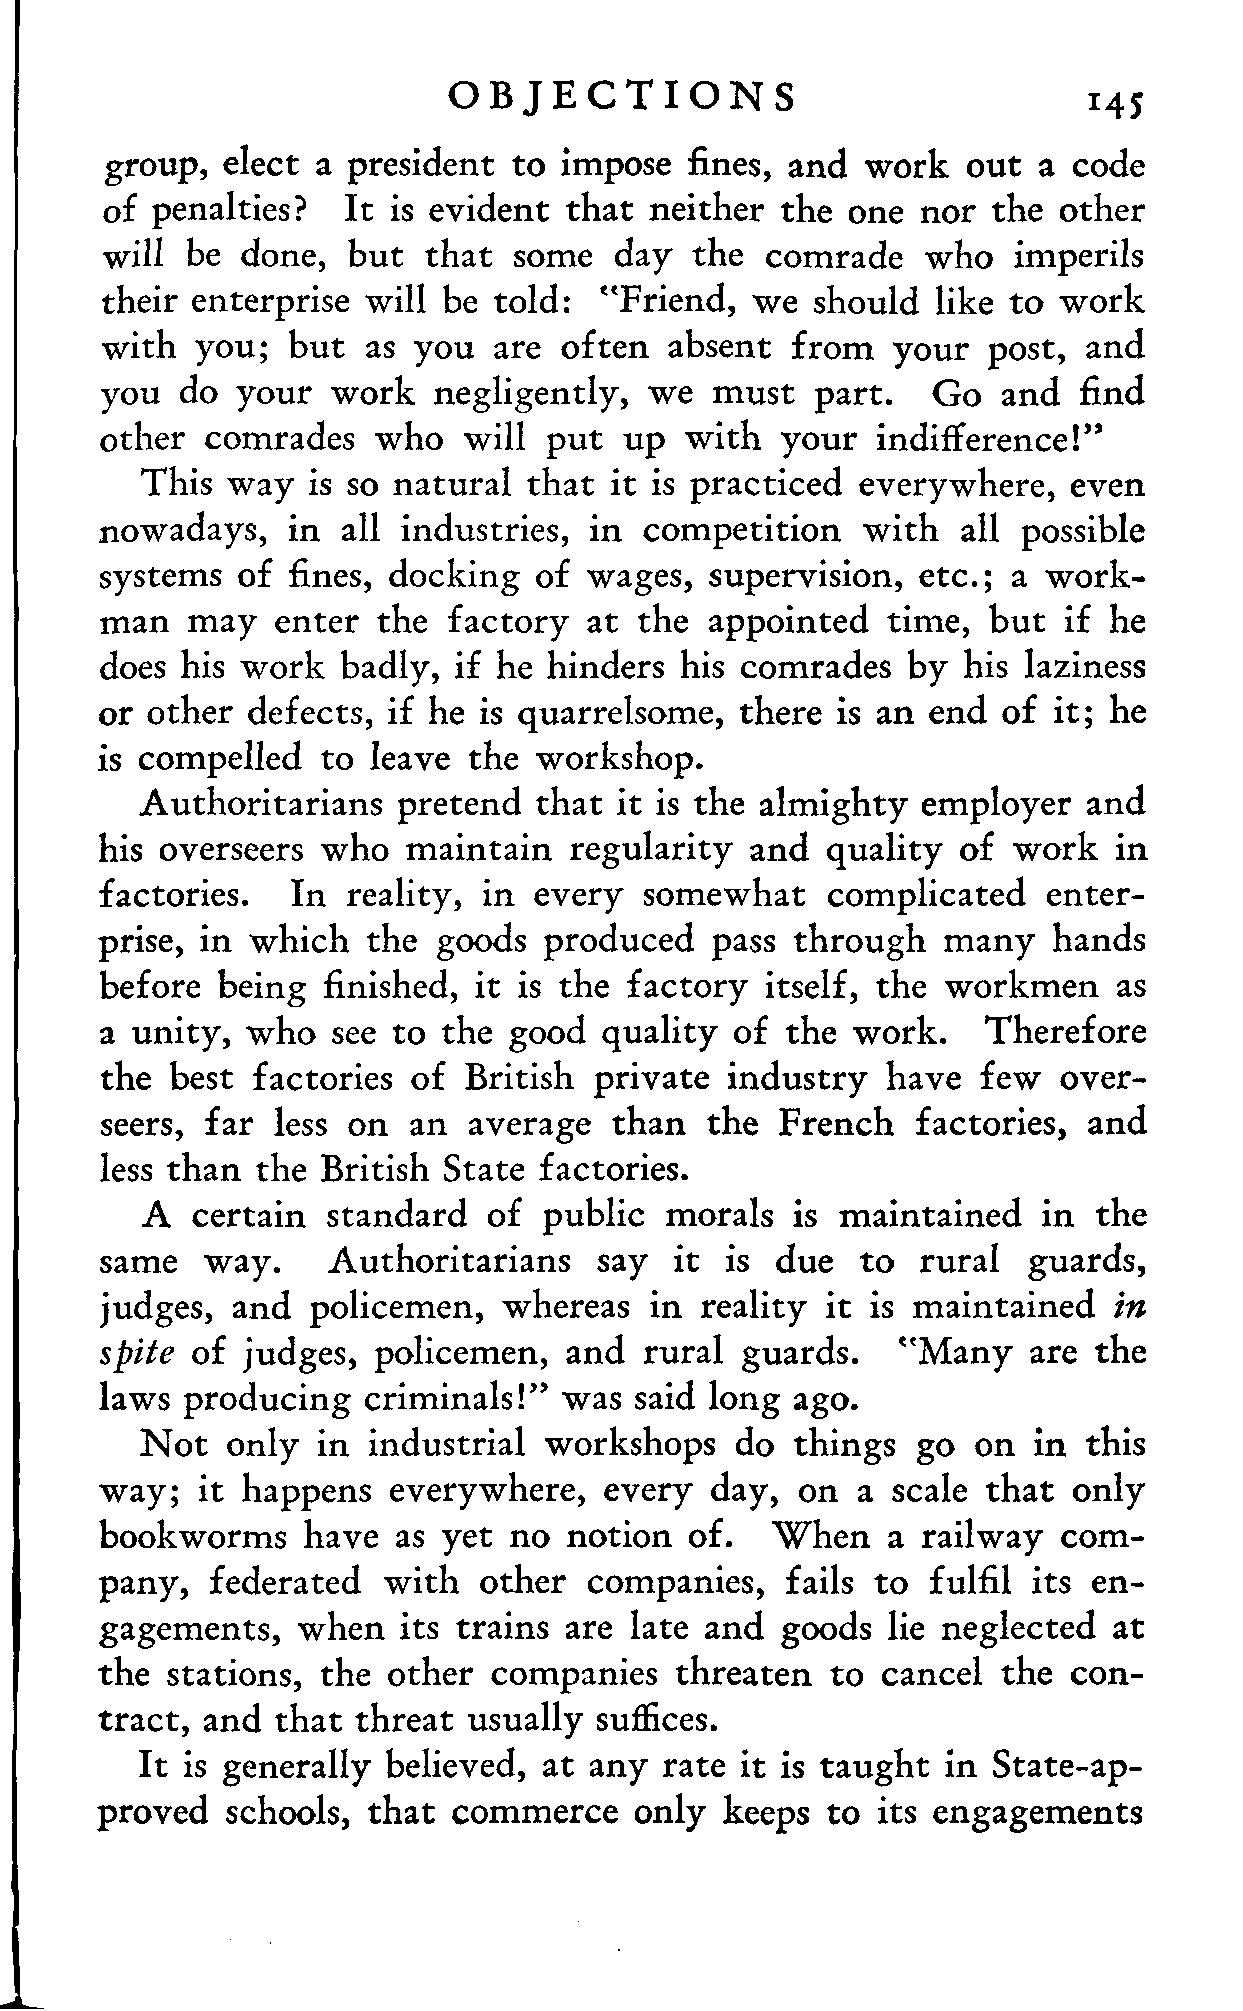 OBJECTIONS 145
group, elect a president to impose fines, and work out a code
of penalties? It is evident that neither the one nor the other
will be done, but that some day the comrade who imperils
their enterprise will be told: "Friend, we should like to work
with you; but as you are often absent from your post, and
you do your work negligently, we must part. Go and find
other comrades who will put up with your indifference!"
This way is so natural that it is practiced everywhere, even
nowadays, in all industries, in competition with all possible
systems of fines, docking of wages, supervision, etc.; a work-
man may enter the factory at the appointed time, but if he
does his work badly, if he hinders his comrades by his laziness
or other defects, if he is quarrelsome, there is an end of it; he
is compelled to leave the workshop.
Authoritarians pretend that it is the almighty employer and
his overseers who maintain regularity and quality of work in
factories. In reality, in every somewhat complicated enter-
prise, in which the goods produced pass through many hands
before being finished, it is the factory itself, the workmen as
a unity, who see to the good quality of the work. Therefore
the best factories of British private industry have few over-
seers, far less on an average than the French factories, and
less than the British State factories.
A certain standard of public morals is maintained in the
same way. Authoritarians say it is due to rural guards,
judges, and policemen, whereas in reality it is maintained in
spite of judges, policemen, and rural guards. "Many are the
laws producing criminals!" was said long ago.
Not only in industrial workshops do things go on in this
way; it happens everywhere, every day, on a scale that only
bookworms have as yet no notion of. When a railway com-
pany, federated with other companies, fails to fulfil its en-
gagements, when its trains are late and goods lie neglected at
the stations, the other companies threaten to cancel the con-
tract, and that threat usually suffices.
It is generally believed, at any rate it is taught in State-ap-
proved schools, that commerce only keeps to its engagements